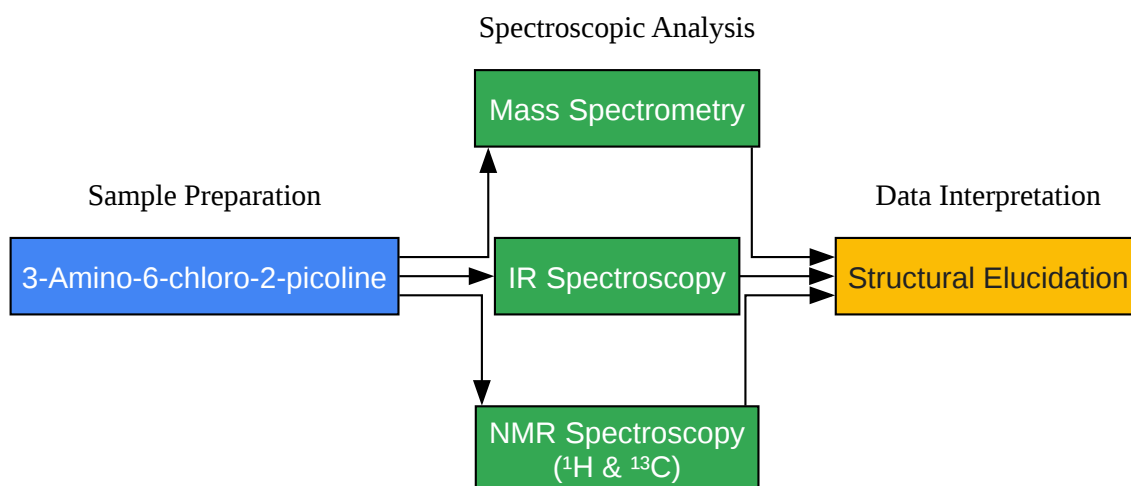 Spectroscopic Analysis
Mass Spectrometry
Sample Preparation
Data Interpretation
3-Amino-6-chloro-2-picoline
IR Spectroscopy
Structural Elucidation
NMR Spectroscopy
(¹H & ¹³C)